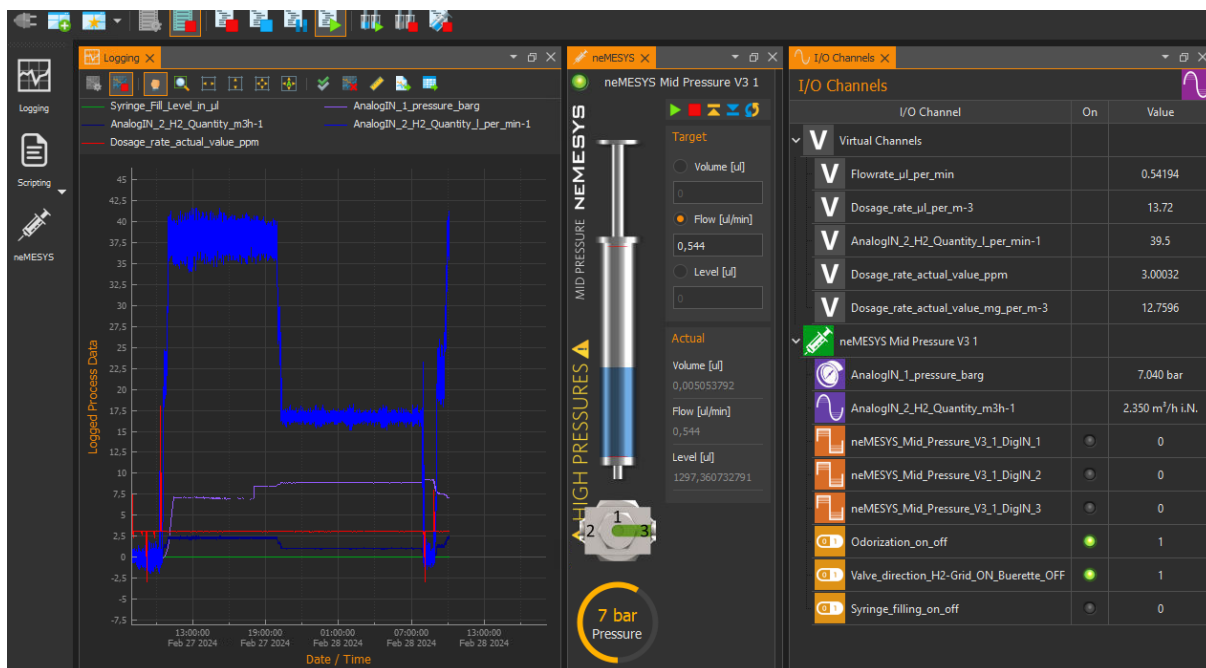 Logging
Scripting
neMESYS
Logging
Syringe_Fill_Level_in_µl
AnalogIN_1_pressure_barg
AnalogIN_2_H2_Quantity_m3h-1
AnalogIN_2_H2_Quantity_l_per_min-1
Dosage_rate_actual_value_ppm
Logged Process Data
45
42,5
40
37,5
35
32,5
30
27,5
25
22,5
20
17,5
15
12,5
10
7,5
5
2,5
0
-2,5
-5
-7,5
13:00:00 19:00:00 01:00:00 07:00:00 13:00:00
Feb 27 2024 Feb 27 2024 Feb 28 2024 Feb 28 2024 Feb 28 2024
Date / Time
neMESYS
neMESYS Mid Pressure V3 1
MID PRESSURE NEMESYS
HIGH PRESSURES
Target
Volume [ul]
0
Flow [ul/min]
0,544
Level [ul]
0
Actual
Volume [ul]
0,005053792
Flow [ul/min]
0,544
Level [ul]
1297,360732791
1
2
3
7 bar
Pressure
I/O Channels
I/O Channels
I/O Channel On Value
V Virtual Channels
V Flowrate_µl_per_min 0.54194
V Dosage_rate_µl_per_m-3 13.72
V AnalogIN_2_H2_Quantity_l_per_min-1 39.5
V Dosage_rate_actual_value_ppm 3.00032
V Dosage_rate_actual_value_mg_per_m-3 12.7596
neMESYS Mid Pressure V3 1
AnalogIN_1_pressure_barg 7.040 bar
AnalogIN_2_H2_Quantity_m3h-1 2.350 m³/h i.N.
neMESYS_Mid_Pressure_V3_1_DigIN_1 0
neMESYS_Mid_Pressure_V3_1_DigIN_2 0
neMESYS_Mid_Pressure_V3_1_DigIN_3 0
0 1 Odorization_on_off 1
0 1 Valve_direction_H2-Grid_ON_Buerette_OFF 1
0 1 Syringe_filling_on_off 0